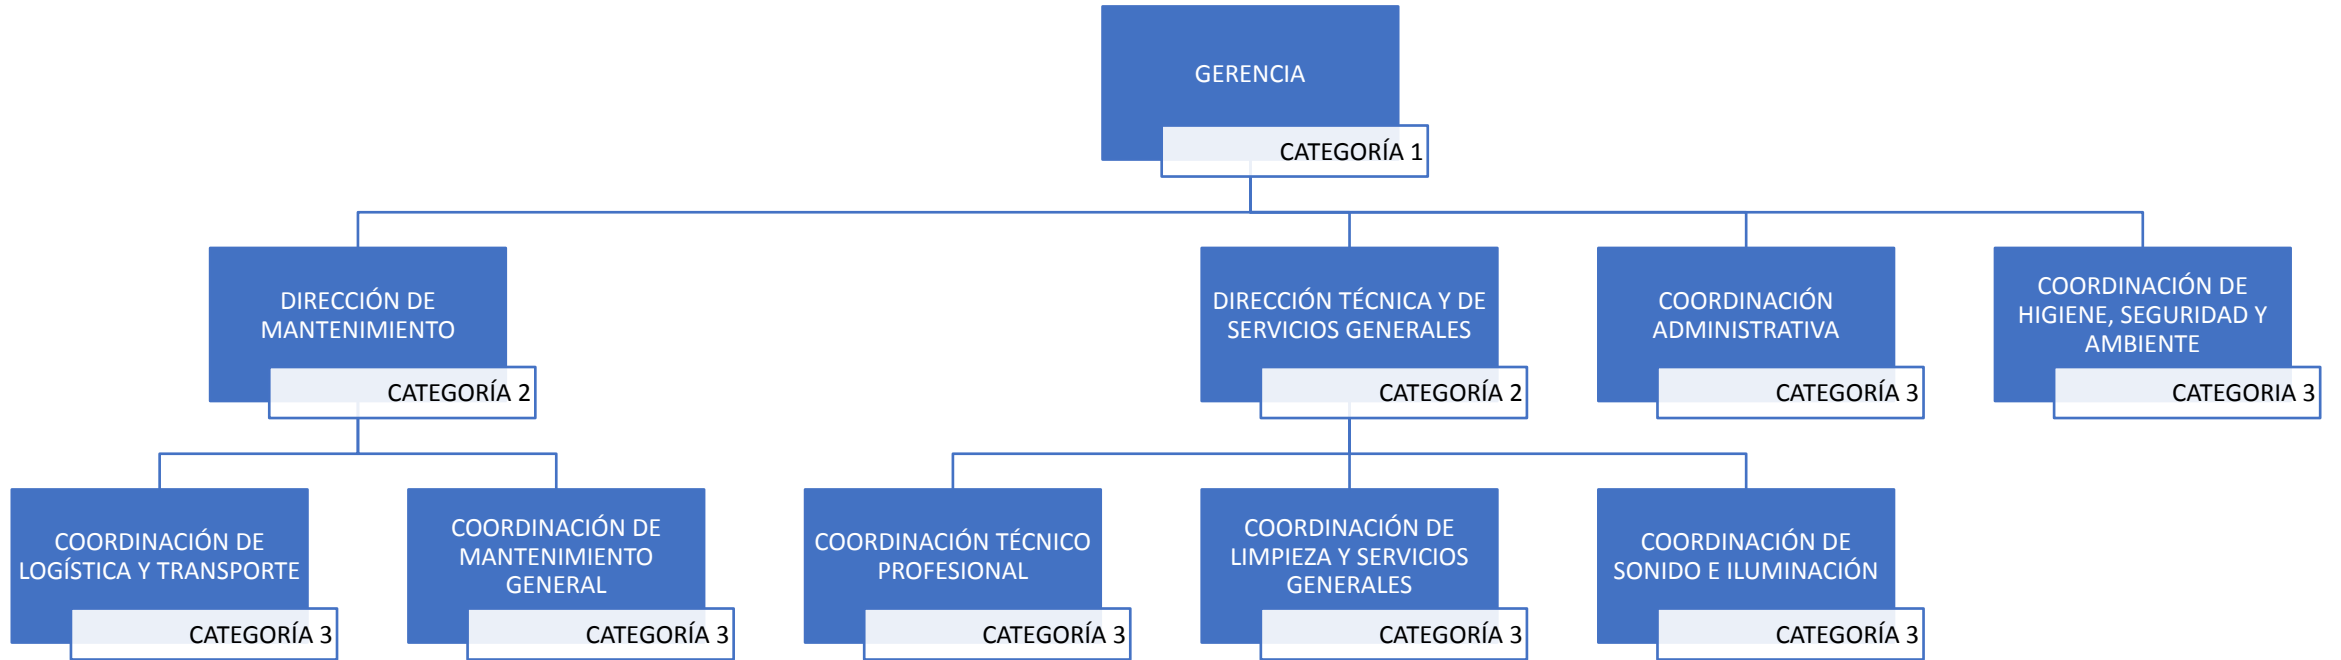 GERENCIA
CATEGORÍA 1
DIRECCIÓN DE
MANTENIMIENTO
CATEGORÍA 2
DIRECCIÓN TÉCNICA Y DE
SERVICIOS GENERALES
CATEGORÍA 2
COORDINACIÓN
ADMINISTRATIVA
CATEGORÍA 3
COORDINACIÓN DE
HIGIENE, SEGURIDAD Y
AMBIENTE
CATEGORIA 3
COORDINACIÓN DE
LOGÍSTICA Y TRANSPORTE
CATEGORÍA 3
COORDINACIÓN DE
MANTENIMIENTO
GENERAL
CATEGORÍA 3
COORDINACIÓN TÉCNICO
PROFESIONAL
CATEGORÍA 3
COORDINACIÓN DE
LIMPIEZA Y SERVICIOS
GENERALES
CATEGORÍA 3
COORDINACIÓN DE
SONIDO E ILUMINACIÓN
CATEGORÍA 3